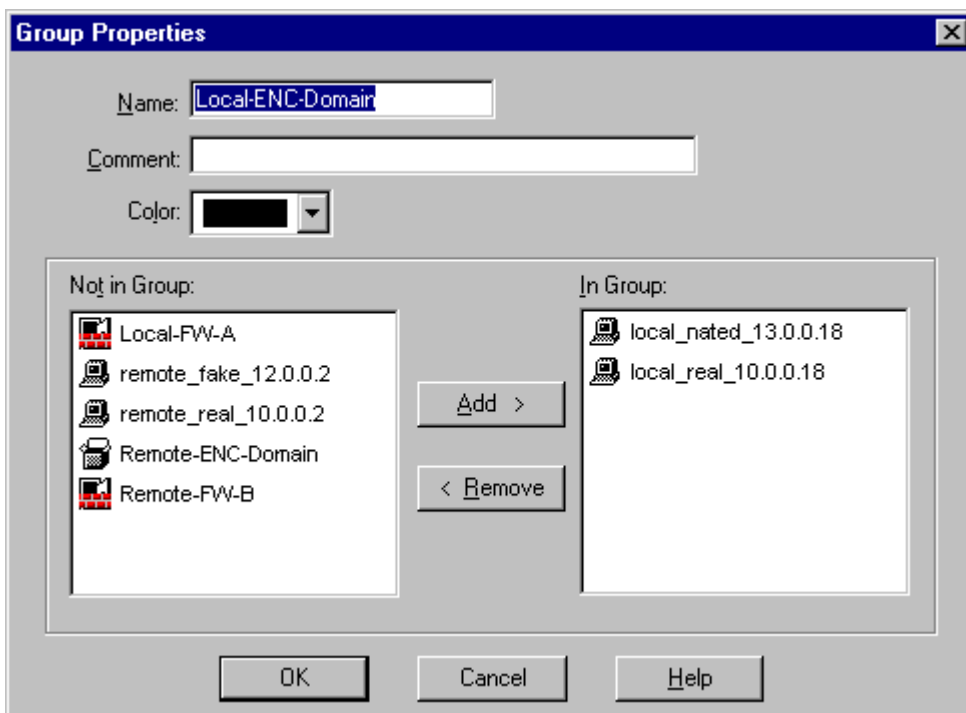 Group Properties
Name: Local-ENC-Domain
Comment:
Color:
Not in Group:
Local-FW-A
remote_fake_12.0.0.2
remote_real_10.0.0.2
Remote-ENC-Domain
Remote-FW-B
Add >
< Remove
In Group:
local_nated_13.0.0.18
local_real_10.0.0.18
OK
Cancel
Help